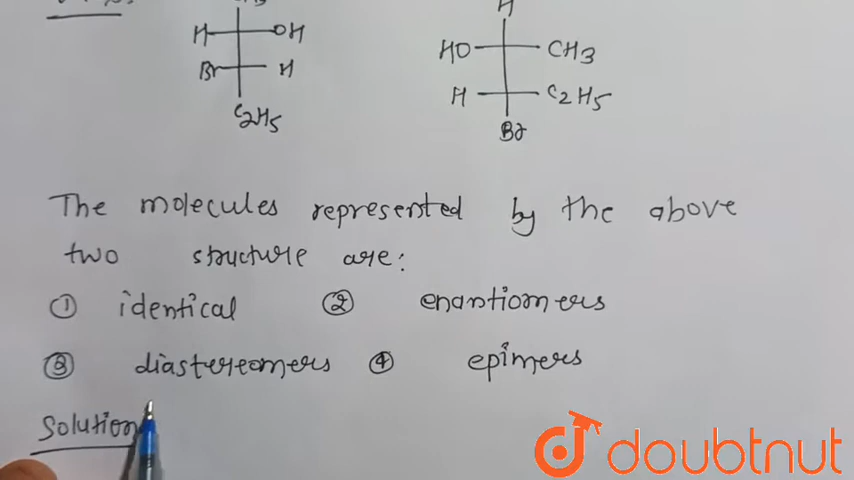 H OH
Br H
C2H5
H
HO CH3
H C2H5
Br
The molecules represented by the above
two structure are:
① identical ② enantiomers
③ diastereomers ④ epimers
Solution
doubtnut